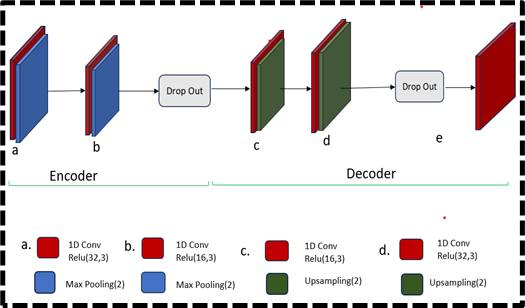 Drop Out
Drop Out
a
b
c
d
e
Encoder
Decoder
a.
1D Conv
Relu(32,3)
Max Pooling(2)
b.
1D Conv
Relu(16,3)
Max Pooling(2)
c.
1D Conv
Relu(16,3)
Upsampling(2)
d.
1D Conv
Relu(32,3)
Upsampling(2)